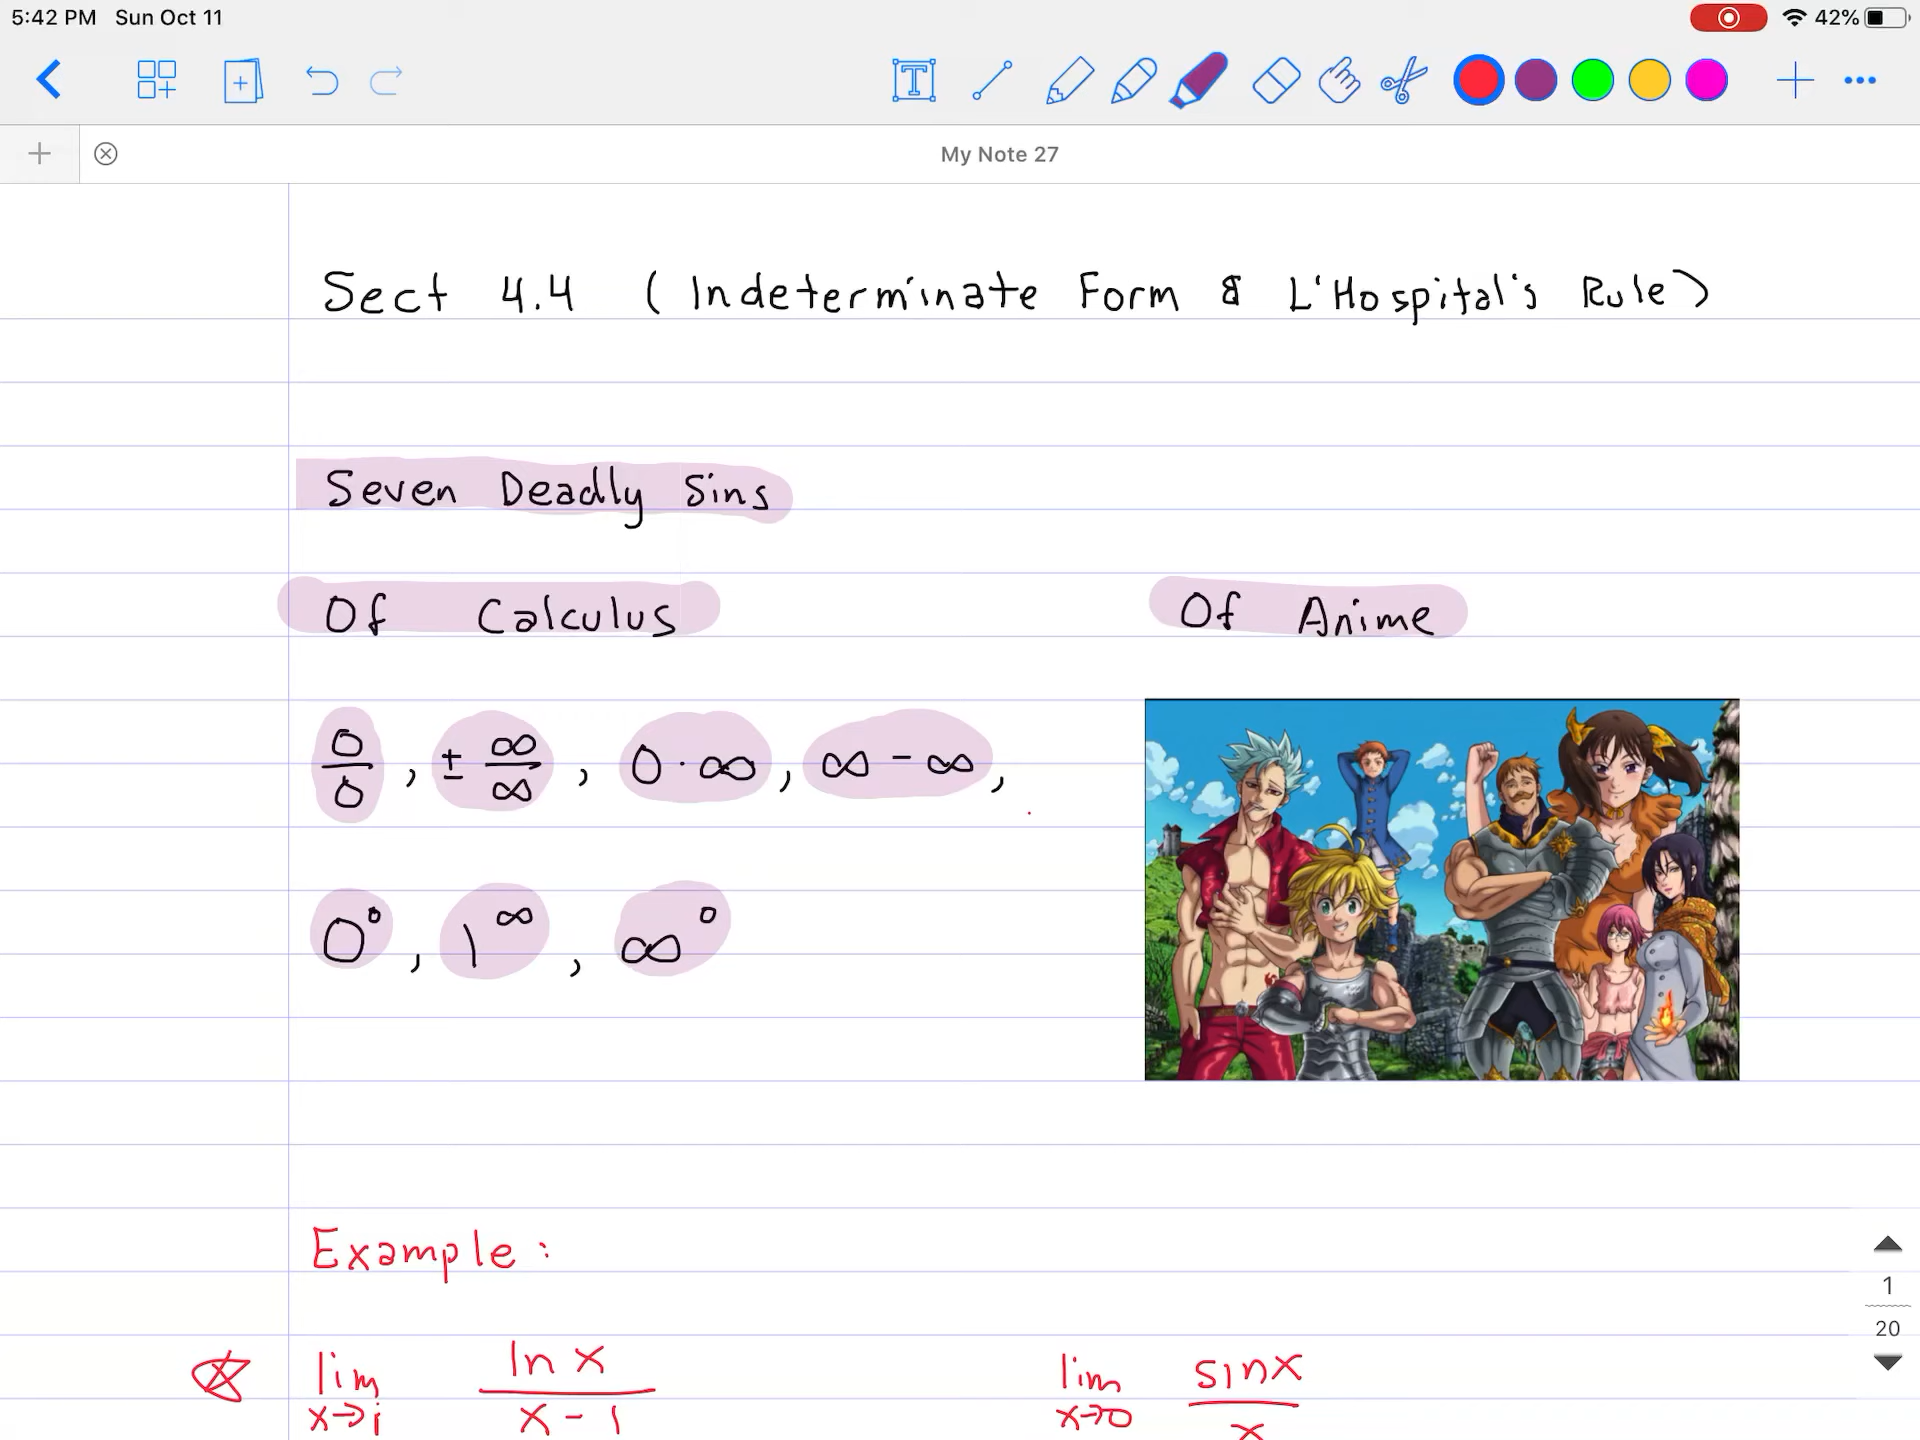 5:42 PM Sun Oct 11 42%
My Note 27
Sect 4.4 (Indeterminate Form & L'Hospital's Rule)
Seven Deadly Sins
Of Calculus Of Anime
0/0, ± ∞/∞, 0·∞, ∞ - ∞,
0⁰, 1^∞, ∞⁰
Example:
1
20
lim x→1 ln x / x - 1 lim x→0 sinx / x